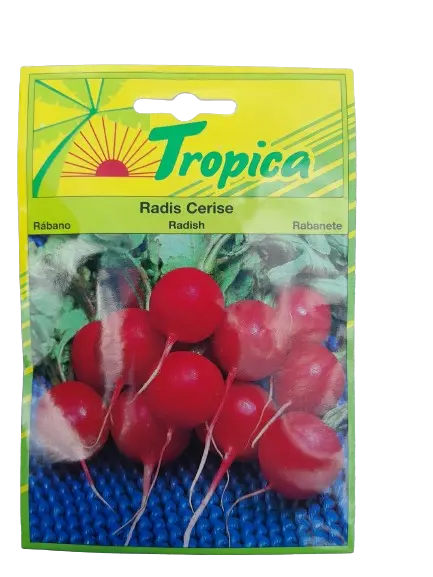 Tropica
Radis Cerise
Rábano Radish Rabanete